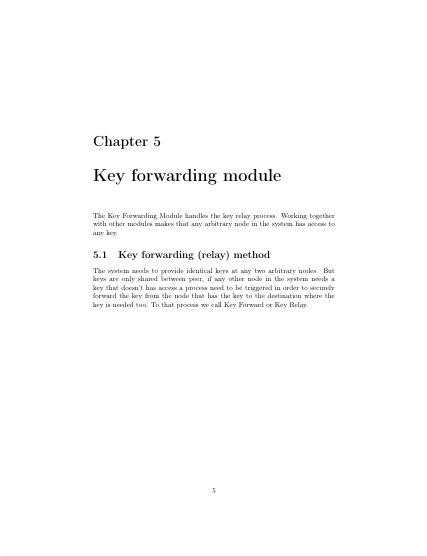 Chapter 5
Key forwarding module
The Key Forwarding Module handles the key relay process. Working together
with other modules makes that any arbitrary node in the system has access to
any key.
5.1 Key forwarding (relay) method
The system needs to provide identical keys at any two arbitrary nodes. But
keys are only shared between peer, if any other node in the system needs a
key that doesn't has access a process need to be triggered in order to securely
forward the key from the node that has the key to the destination where the
key is needed too. To that process we call Key Forward or Key Relay.
5